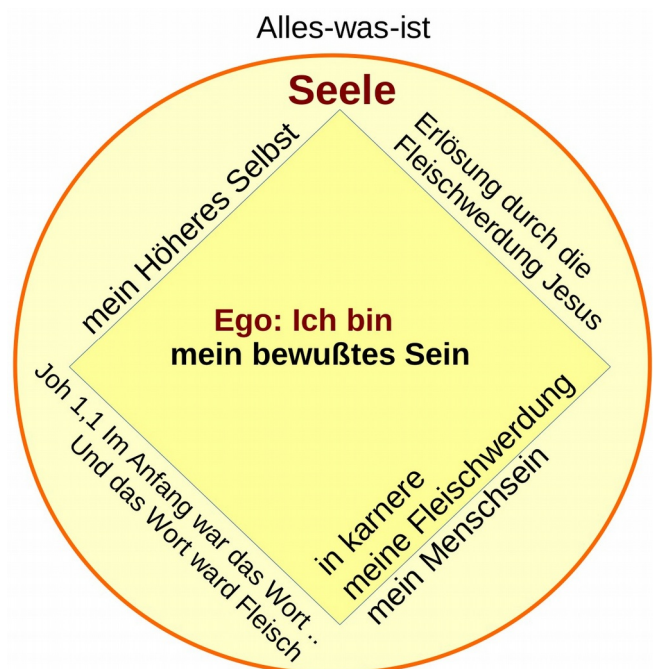 Alles-was-ist
Seele
mein Höheres Selbst
Erlösung durch die
Fleischwerdung Jesus
Ego: Ich bin
mein bewußtes Sein
Joh 1,1 Im Anfang war das Wort ..
Und das Wort ward Fleisch
in karnere
meine Fleischwerdung
mein Menschsein